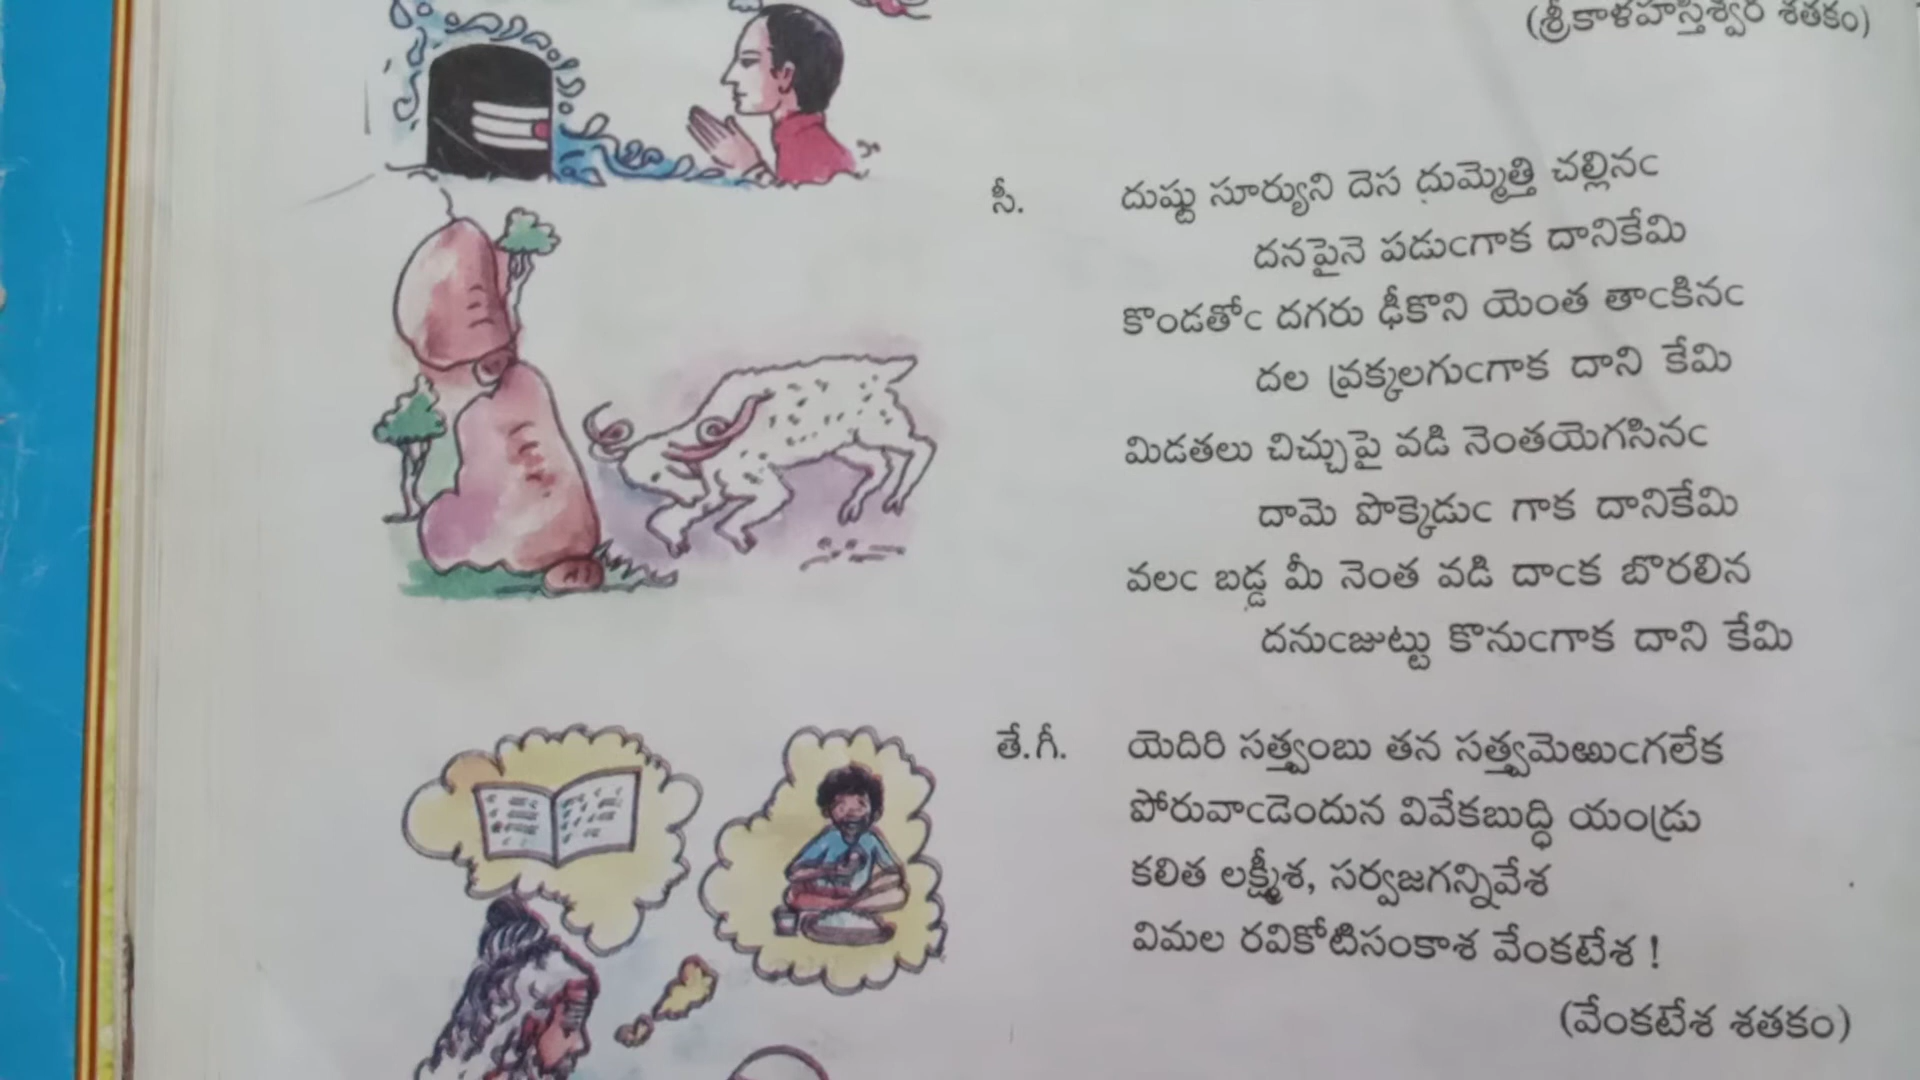 (శ్రీకాళహస్తీశ్వర శతకం)
సీ. దుష్టు సూర్యుని దెస దుమ్మెత్తి చల్లినఁ
దనపైనె పడుఁగాక దానికేమి
కొండతోఁ దగరు ఢీకొని యెంత తాఁకినఁ
దల వ్రక్కలగుఁగాక దాని కేమి
మిడతలు చిచ్చుపై వడి నెంతయెగసినఁ
దామె పొక్కెడుఁ గాక దానికేమి
వలఁ బడ్డ మీ నెంత వడి దాఁక బొరలిన
దనుఁజుట్టు కొనుఁగాక దాని కేమి
తే.గీ. యెదిరి సత్త్వంబు తన సత్త్వమెఱుఁగలేక
పోరువాఁడెందున వివేకబుద్ధి యండ్రు
కలిత లక్ష్మీశ, సర్వజగన్నివేశ
విమల రవికోటిసంకాశ వేంకటేశ !
(వేంకటేశ శతకం)